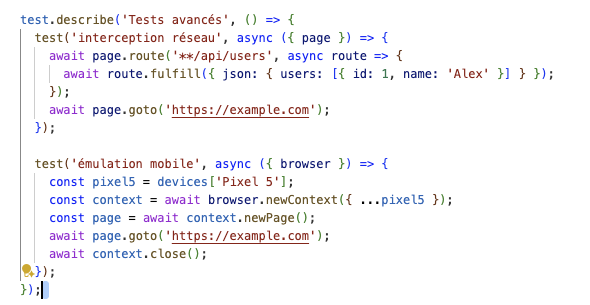 test.describe('Tests avancés', () => {
  test('interception réseau', async ({ page }) => {
    await page.route('**/api/users', async route => {
      await route.fulfill({ json: { users: [{ id: 1, name: 'Alex' }] } });
    });
    await page.goto('https://example.com');
  });

  test('émulation mobile', async ({ browser }) => {
    const pixel5 = devices['Pixel 5'];
    const context = await browser.newContext({ ...pixel5 });
    const page = await context.newPage();
    await page.goto('https://example.com');
    await context.close();
  });
});